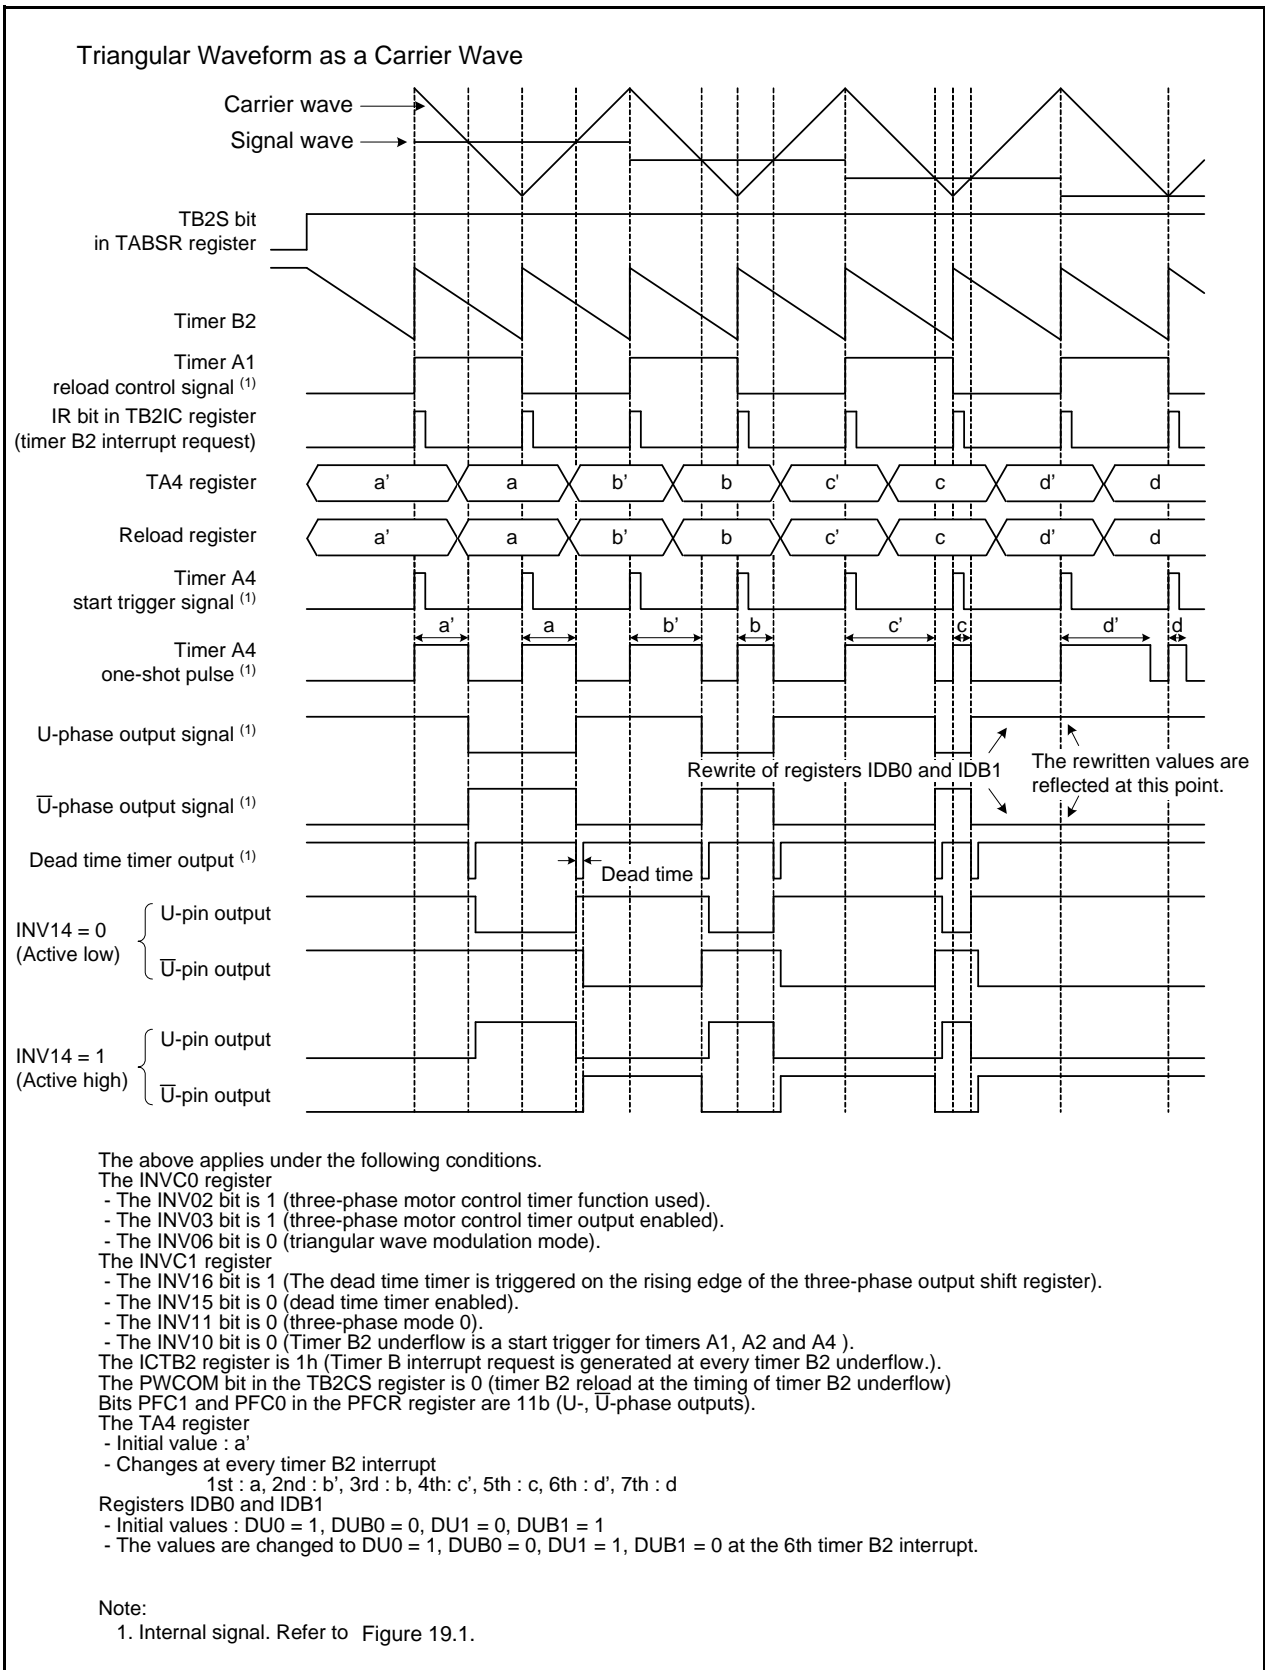 Triangular Waveform as a Carrier Wave
Carrier wave
Signal wave
TB2S bit
in TABSR register
Timer B2
Timer A1
reload control signal (1)
IR bit in TB2IC register
(timer B2 interrupt request)
TA4 register
a’ a b’ b c’ c d’ d
Reload register
a’ a b’ b c’ c d’ d
Timer A4
start trigger signal (1)
a’ a b’ b c’ c d’ d
Timer A4
one-shot pulse (1)
U-phase output signal (1)
Rewrite of registers IDB0 and IDB1
The rewritten values are
reflected at this point.
U̅-phase output signal (1)
Dead time timer output (1)
Dead time
INV14 = 0
(Active low)
U-pin output
U̅-pin output
INV14 = 1
(Active high)
U-pin output
U̅-pin output
The above applies under the following conditions.
The INVC0 register
- The INV02 bit is 1 (three-phase motor control timer function used).
- The INV03 bit is 1 (three-phase motor control timer output enabled).
- The INV06 bit is 0 (triangular wave modulation mode).
The INVC1 register
- The INV16 bit is 1 (The dead time timer is triggered on the rising edge of the three-phase output shift register).
- The INV15 bit is 0 (dead time timer enabled).
- The INV11 bit is 0 (three-phase mode 0).
- The INV10 bit is 0 (Timer B2 underflow is a start trigger for timers A1, A2 and A4 ).
The ICTB2 register is 1h (Timer B interrupt request is generated at every timer B2 underflow.).
The PWCOM bit in the TB2CS register is 0 (timer B2 reload at the timing of timer B2 underflow)
Bits PFC1 and PFC0 in the PFCR register are 11b (U-, U̅-phase outputs).
The TA4 register
- Initial value : a’
- Changes at every timer B2 interrupt
1st : a, 2nd : b’, 3rd : b, 4th: c’, 5th : c, 6th : d’, 7th : d
Registers IDB0 and IDB1
- Initial values : DU0 = 1, DUB0 = 0, DU1 = 0, DUB1 = 1
- The values are changed to DU0 = 1, DUB0 = 0, DU1 = 1, DUB1 = 0 at the 6th timer B2 interrupt.
Note:
1. Internal signal. Refer to Figure 19.1.